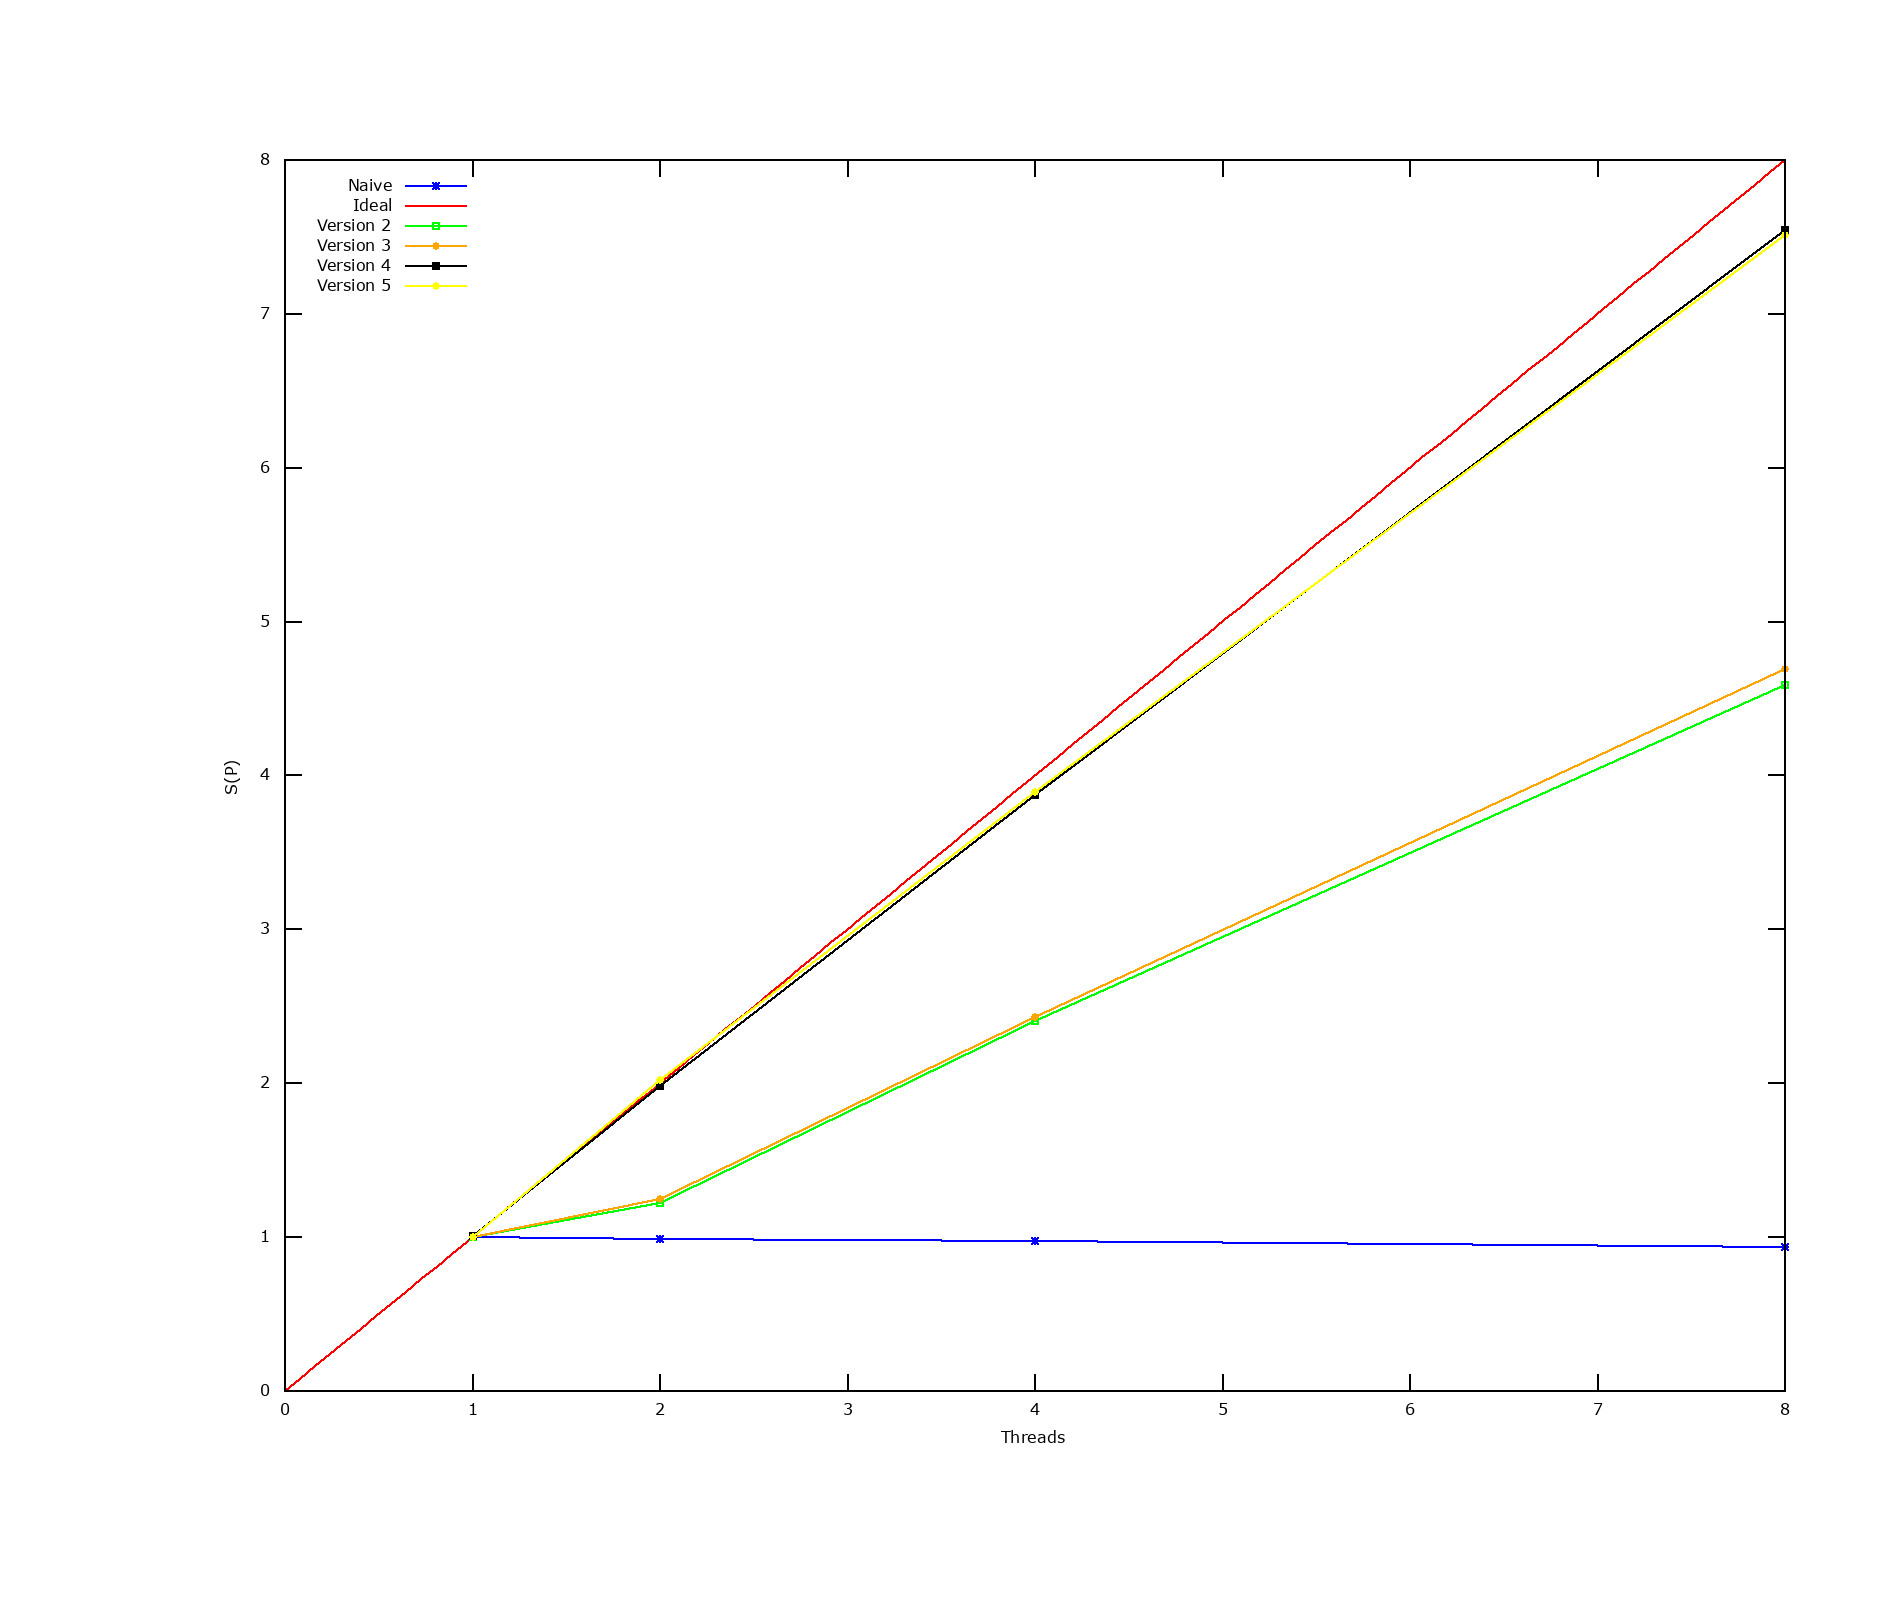 8
7
6
5
4
3
2
1
0
S(P)
Naive
Ideal
Version 2
Version 3
Version 4
Version 5
0 1 2 3 4 5 6 7 8
Threads